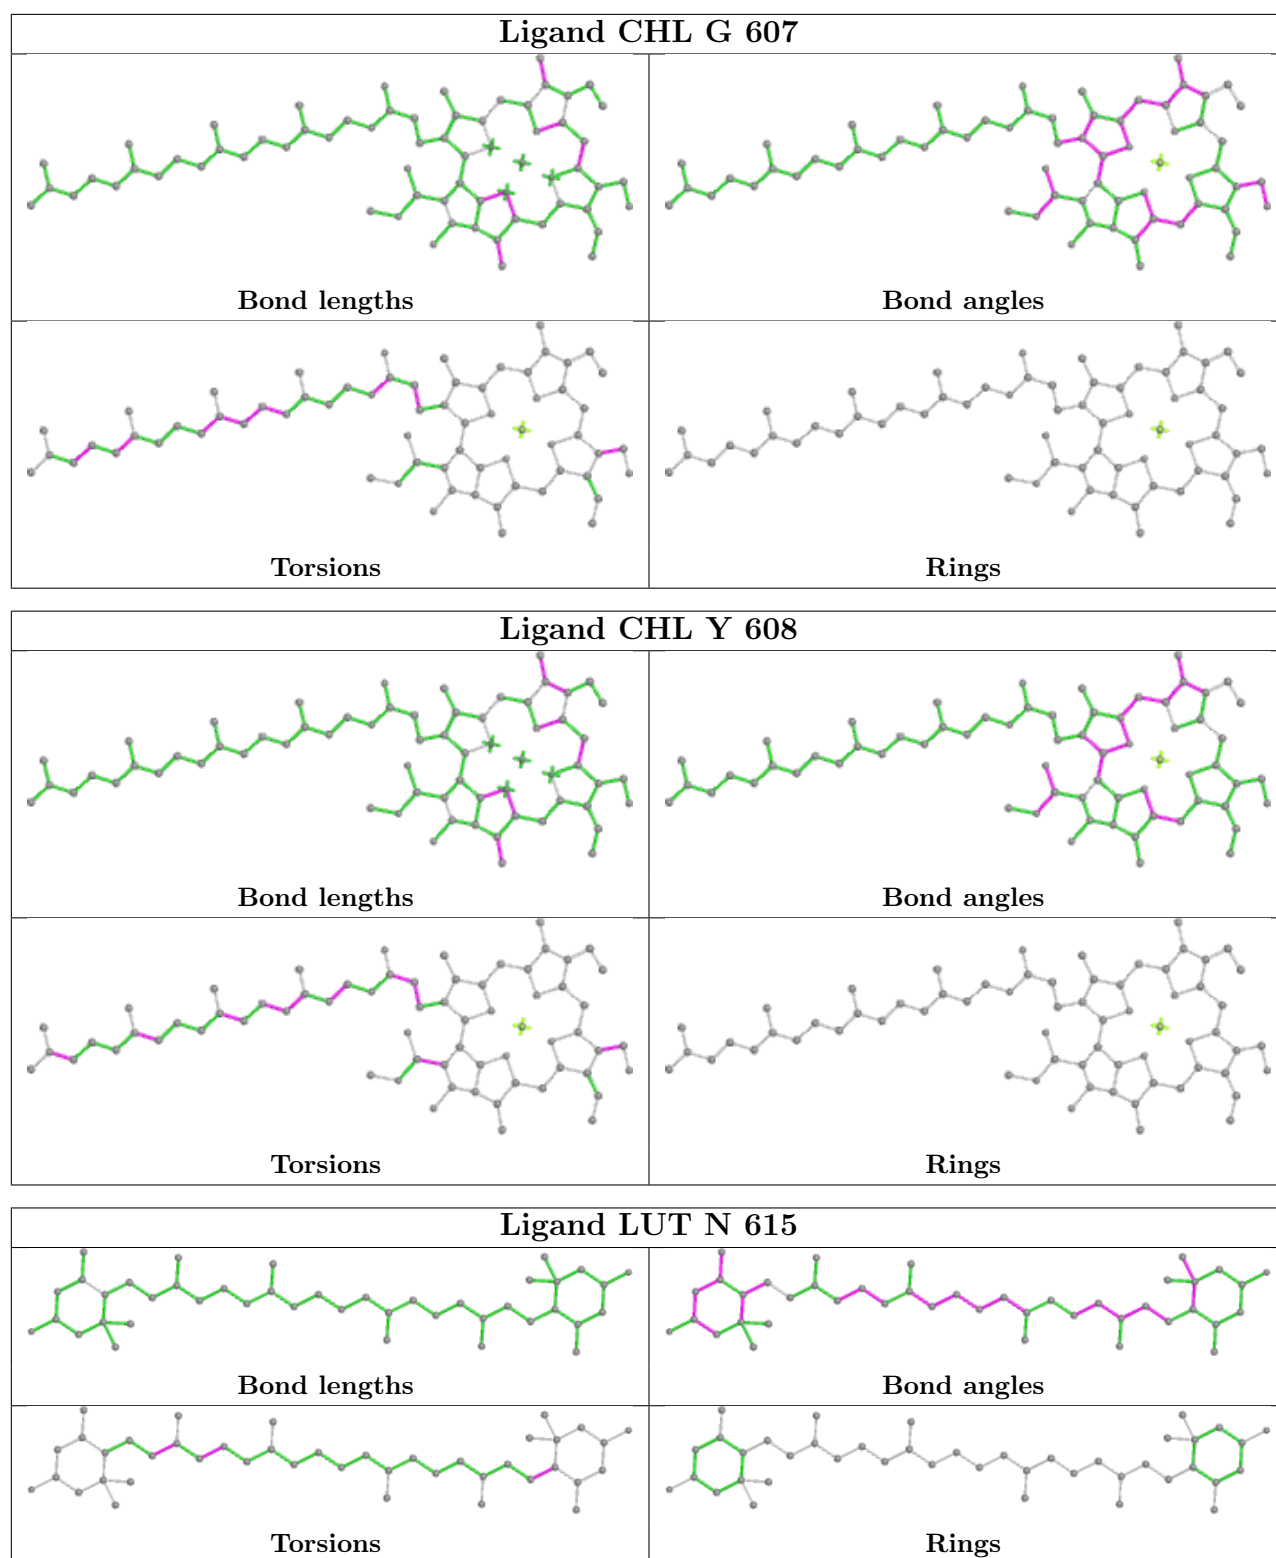 Ligand CHL G 607
Bond lengths
Bond angles
Torsions
Rings
Ligand CHL Y 608
Bond lengths
Bond angles
Torsions
Rings
Ligand LUT N 615
Bond lengths
Bond angles
Torsions
Rings